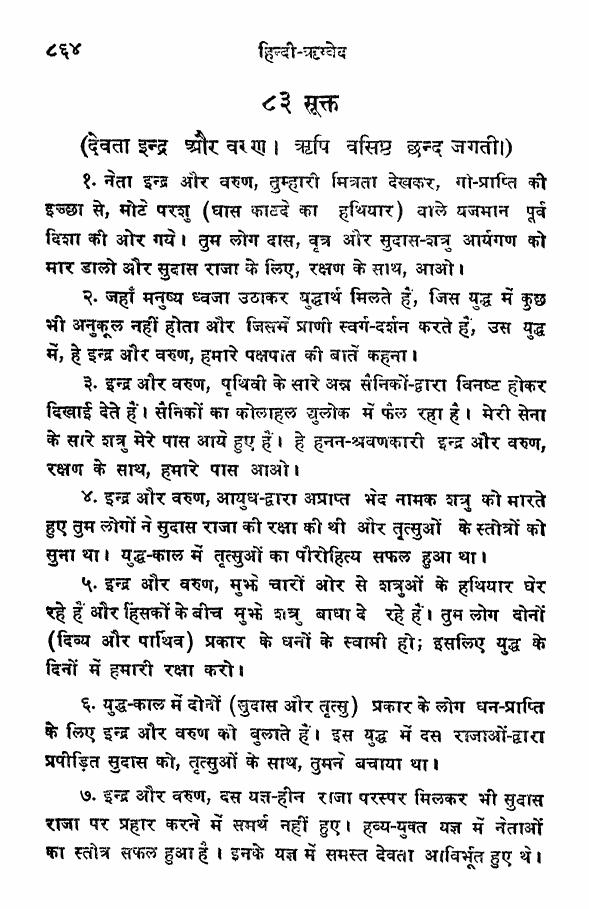 ८६४ हिन्दी-ऋग्वेद
८३ सूक्त
(देवता इन्द्र और वरुण। ऋषि वसिष्ठ छन्द जगती।)
१. नेता इन्द्र और वरुण, तुम्हारी मित्रता देखकर, गो-प्राप्ति की
इच्छा से, मोटे परशु (घास काटदे का हथियार) वाले यजमान पूर्व
दिशा की ओर गये। तुम लोग दास, वृत्र और सुदास-शत्रु आर्यगण को
मार डालो और सुदास राजा के लिए, रक्षण के साथ, आओ।
२. जहाँ मनुष्य ध्वजा उठाकर युद्धार्थ मिलते हैं, जिस युद्ध में कुछ
भी अनुकूल नहीं होता और जिसमें प्राणी स्वर्ग-दर्शन करते हैं, उस युद्ध
में, हे इन्द्र और वरुण, हमारे पक्षपात की बातें कहना।
३. इन्द्र और वरुण, पृथिवी के सारे अन्न सैनिकों-द्वारा विनष्ट होकर
दिखाई देते हैं। सैनिकों का कोलाहल द्युलोक में फैल रहा है। मेरी सेना
के सारे शत्रु मेरे पास आये हुए हैं। हे हनन-श्रवणकारी इन्द्र और वरुण,
रक्षण के साथ, हमारे पास आओ।
४. इन्द्र और वरुण, आयुध-द्वारा अप्राप्त भेद नामक शत्रु को मारते
हुए तुम लोगों ने सुदास राजा की रक्षा की थी और तृत्सुओं के स्तोत्रों को
सुना था। युद्ध-काल में तृत्सुओं का पौरोहित्य सफल हुआ था।
५. इन्द्र और वरुण, मुझे चारों ओर से शत्रुओं के हथियार घेर
रहे हैं और हिंसकों के बीच मुझे शत्रु बाधा दे रहे हैं। तुम लोग दोनों
(दिव्य और पार्थिव) प्रकार के धनों के स्वामी हो; इसलिए युद्ध के
दिनों में हमारी रक्षा करो।
६. युद्ध-काल में दोनों (सुदास और तृत्सु) प्रकार के लोग धन-प्राप्ति
के लिए इन्द्र और वरुण को बुलाते हैं। इस युद्ध में दस राजाओं-द्वारा
प्रपीड़ित सुदास को, तृत्सुओं के साथ, तुमने बचाया था।
७. इन्द्र और वरुण, दस यज्ञ-हीन राजा परस्पर मिलकर भी सुदास
राजा पर प्रहार करने में समर्थ नहीं हुए। हव्य-युक्त यज्ञ में नेताओं
का स्तोत्र सफल हुआ है। इनके यज्ञ में समस्त देवता आविर्भूत हुए थे।